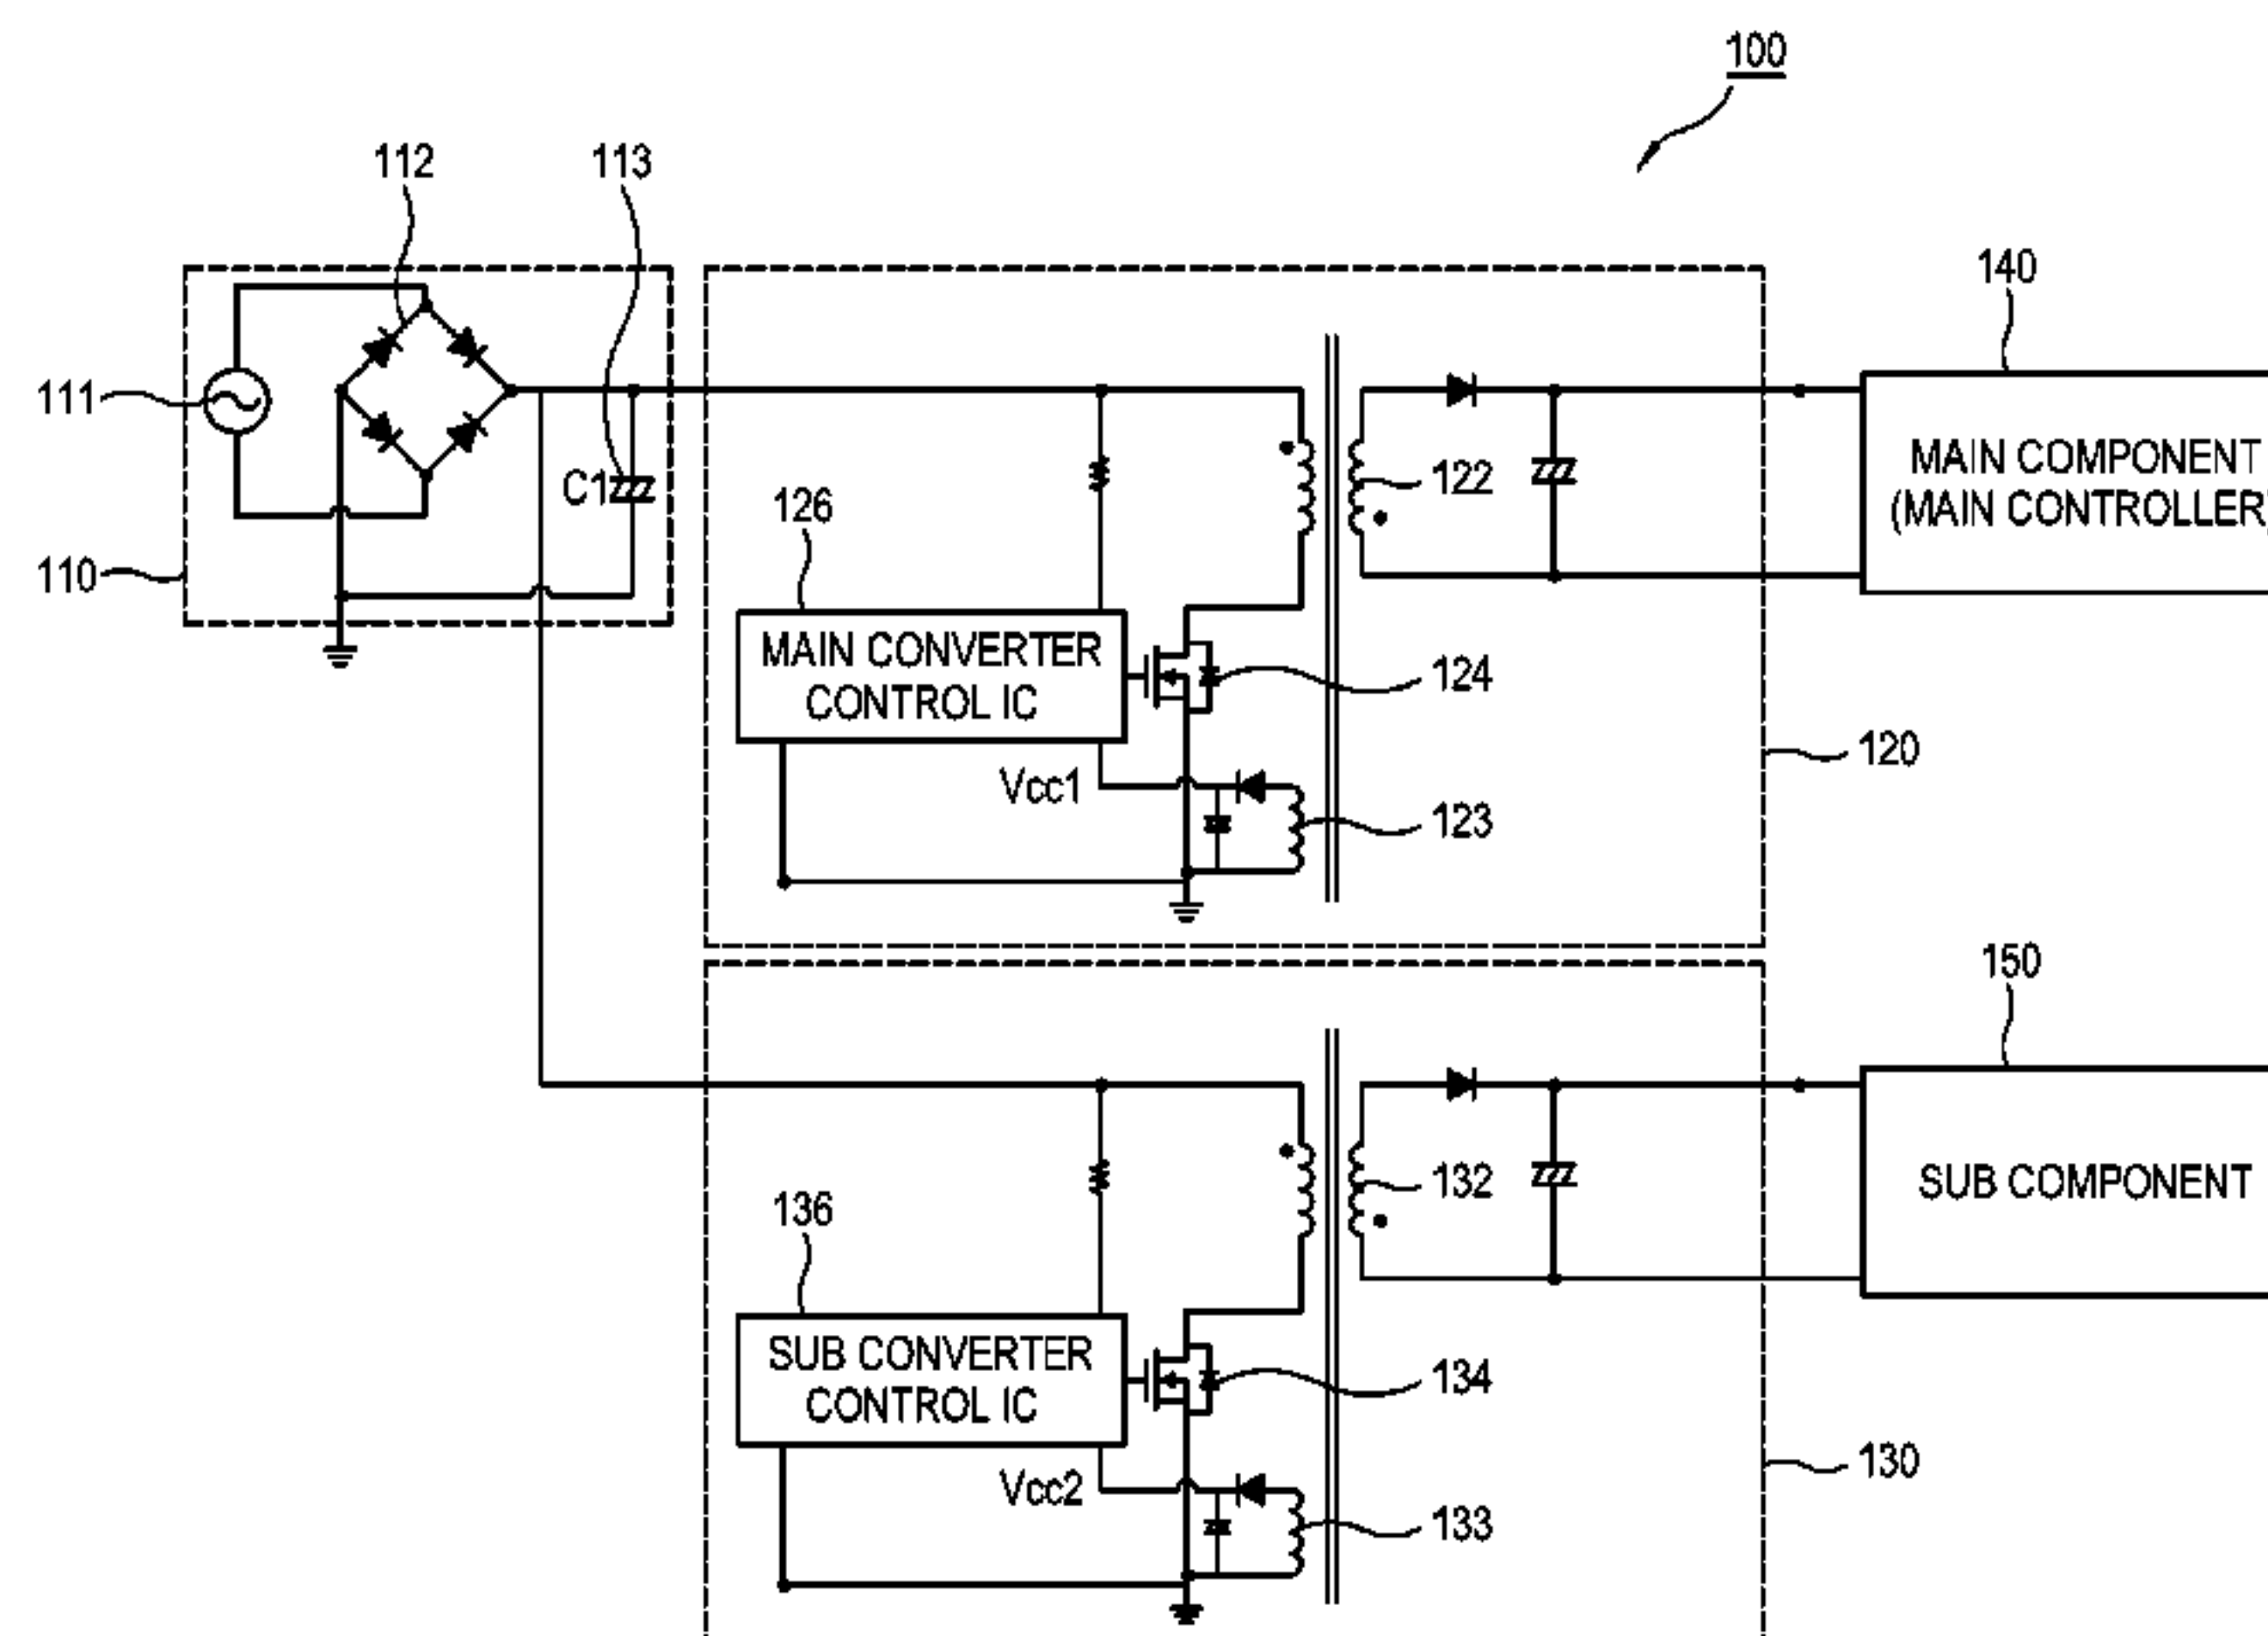 100
112
113
140
111
C1
122
MAIN COMPONENT
(MAIN CONTROLLER)
126
110
MAIN CONVERTER
CONTROL IC
124
120
Vcc1
123
150
132
SUB COMPONENT
136
SUB CONVERTER
CONTROL IC
134
130
Vcc2
133